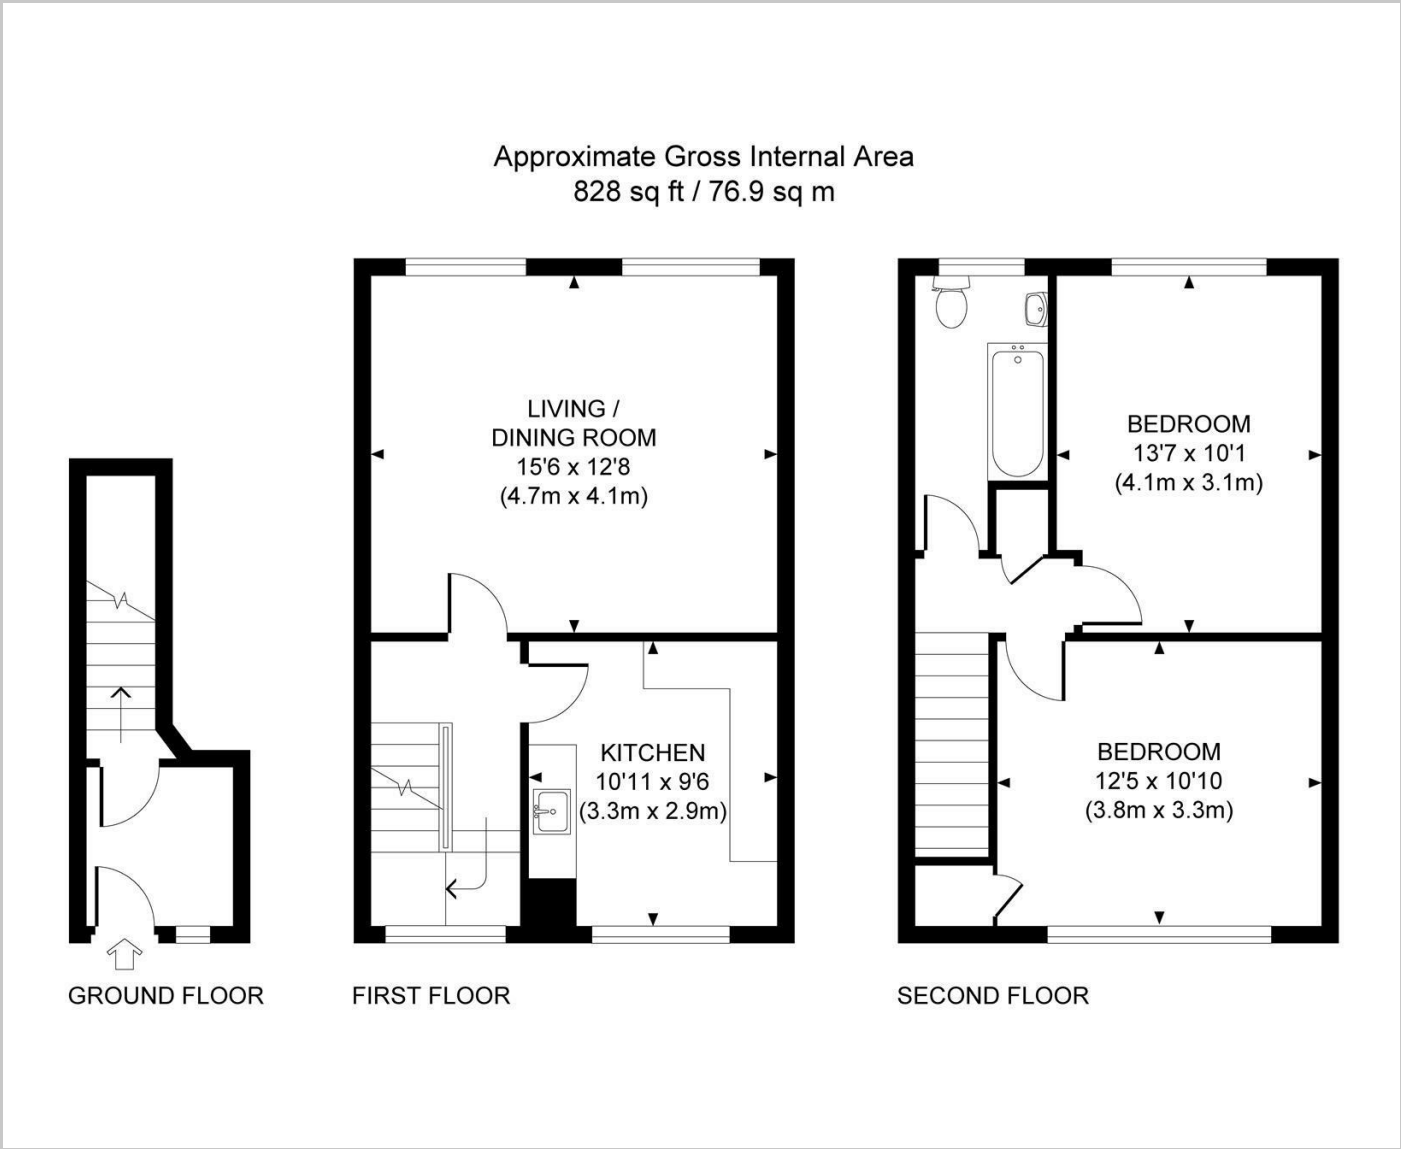 Approximate Gross Internal Area
828 sq ft / 76.9 sq m
LIVING /
DINING ROOM
15'6 x 12'8
(4.7m x 4.1m)
KITCHEN
10'11 x 9'6
(3.3m x 2.9m)
BEDROOM
13'7 x 10'1
(4.1m x 3.1m)
BEDROOM
12'5 x 10'10
(3.8m x 3.3m)
GROUND FLOOR
FIRST FLOOR
SECOND FLOOR